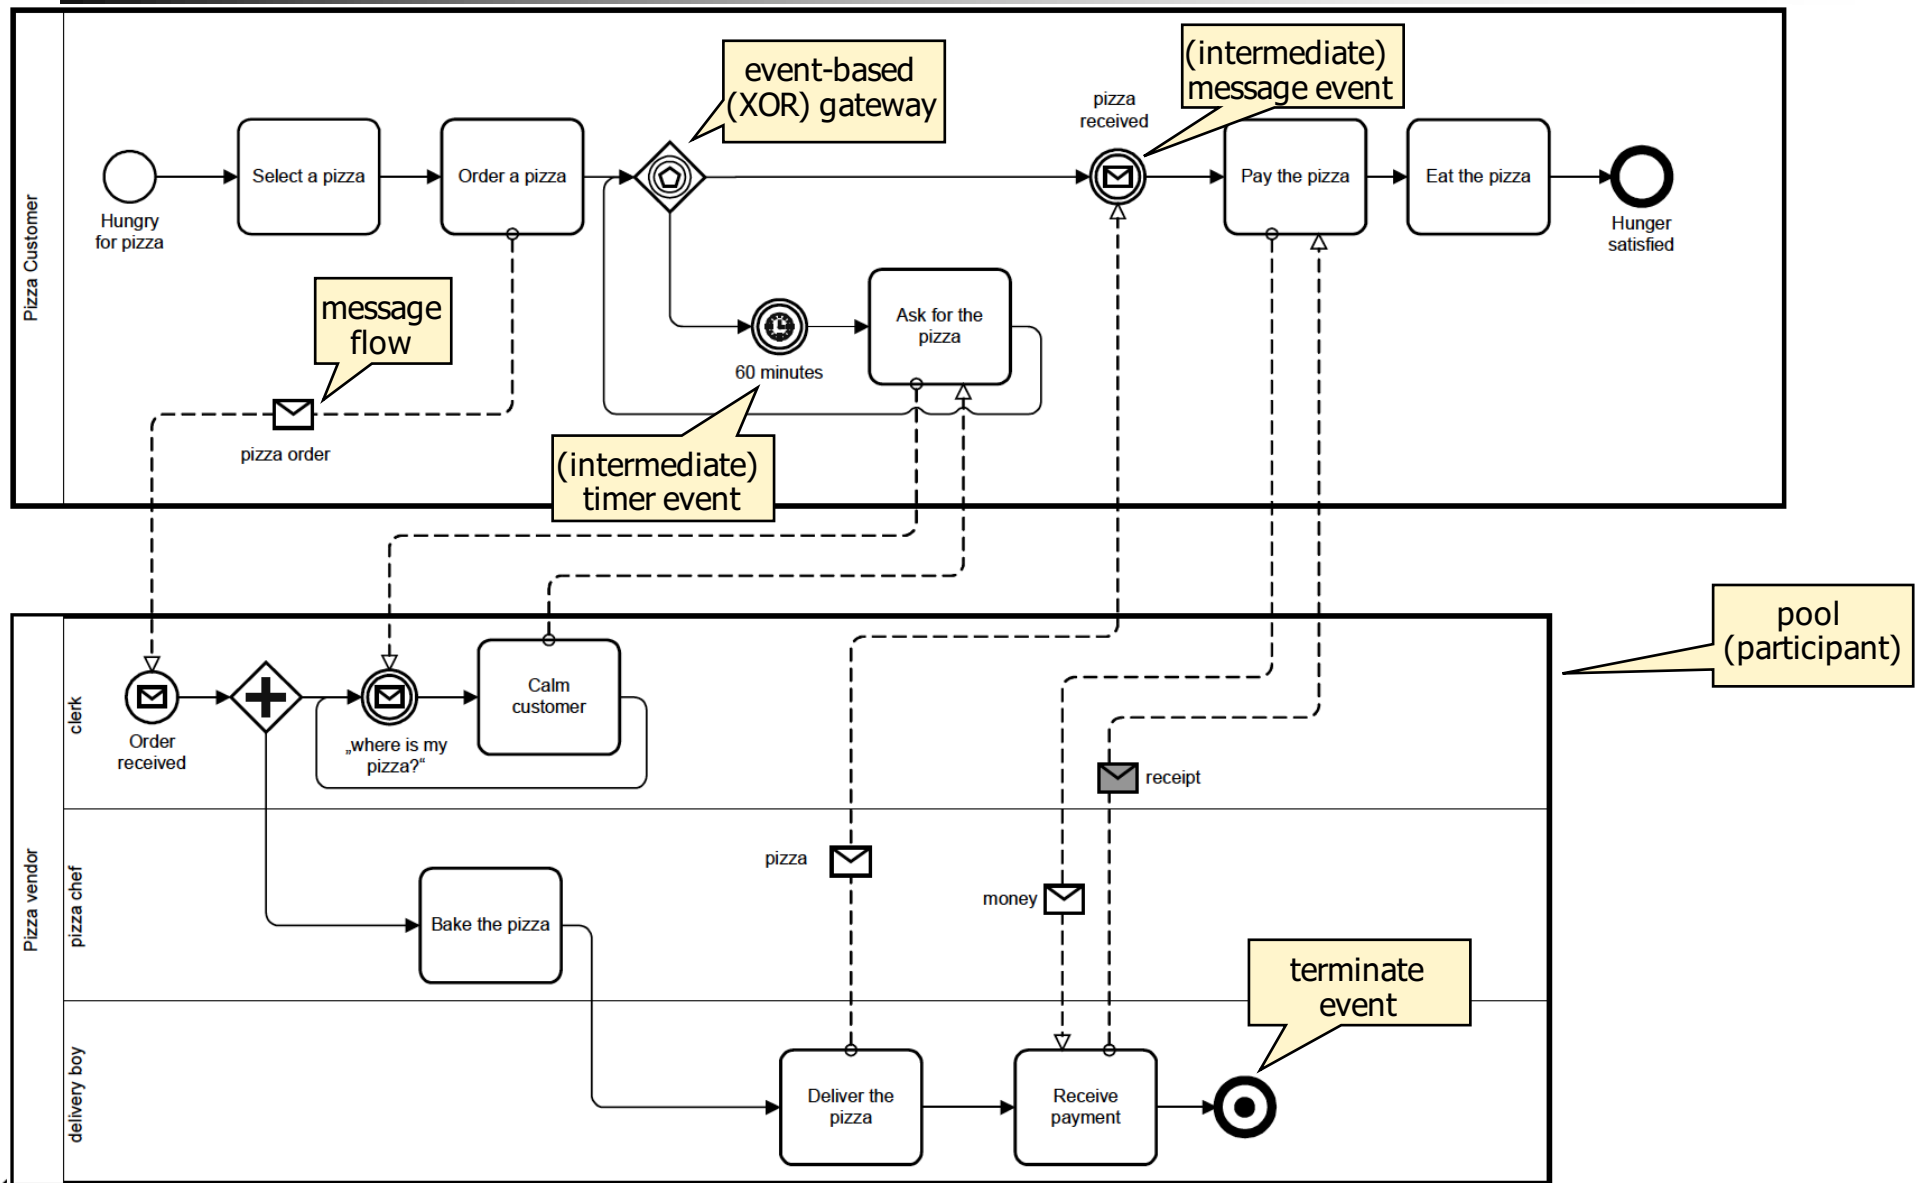 Pizza Customer
Hungry
for pizza
Select a pizza
Order a pizza
event-based
(XOR) gateway
pizza
received
(intermediate)
message event
Pay the pizza
Eat the pizza
Hunger
satisfied
message
flow
pizza order
60 minutes
Ask for the
pizza
(intermediate)
timer event
pool
(participant)
Pizza vendor
clerk
Order
received
„where is my
pizza?“
Calm
customer
receipt
pizza chef
Bake the pizza
pizza
money
terminate
event
delivery boy
Deliver the
pizza
Receive
payment